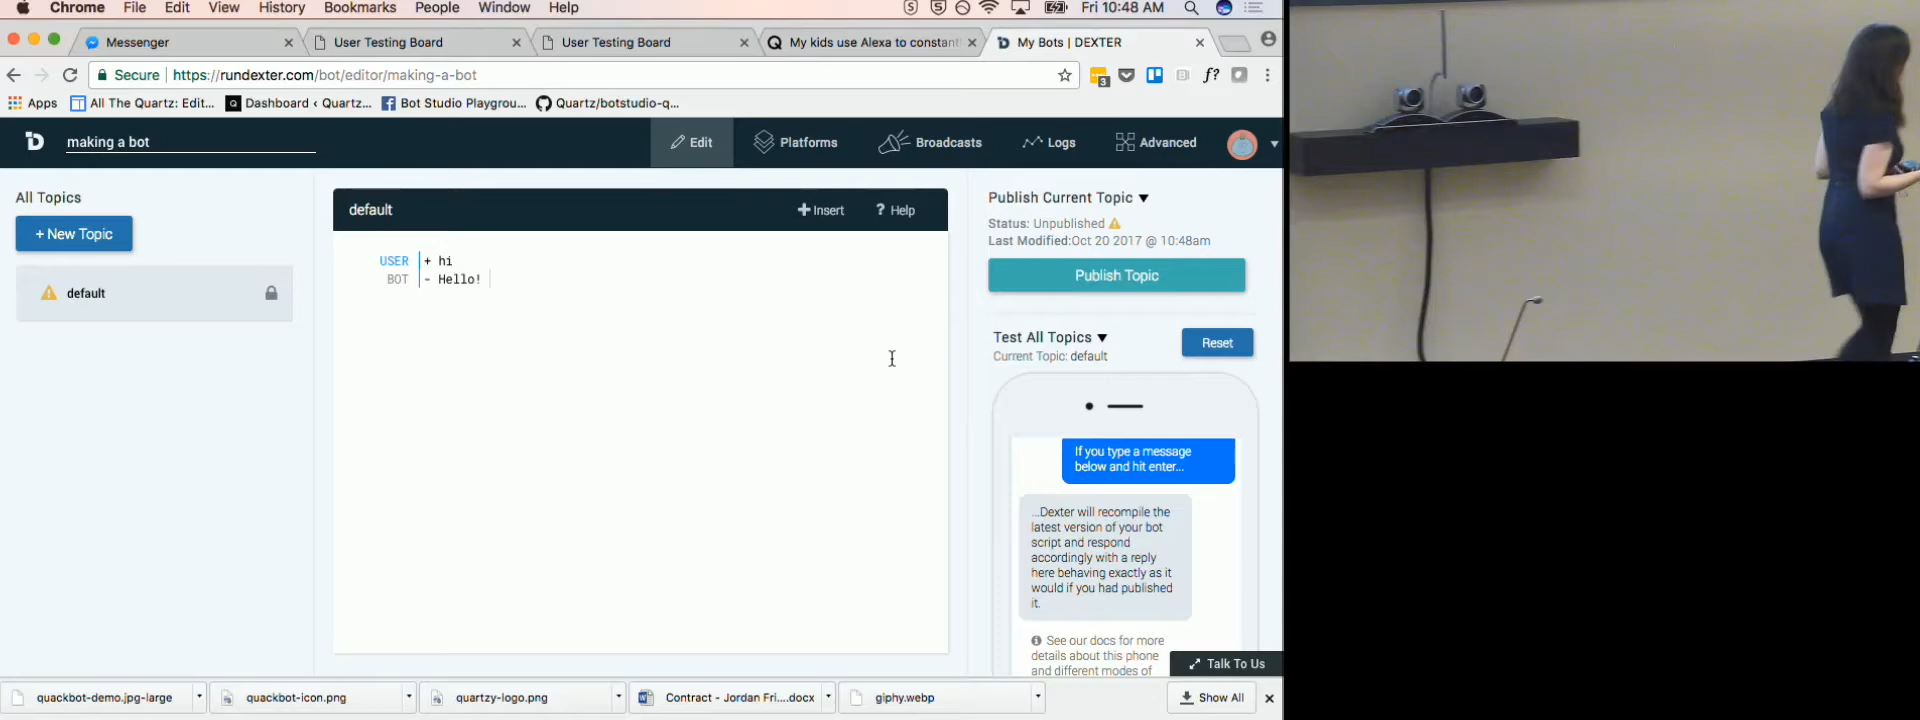 Chrome File Edit View History Bookmarks People Window Help Fri 10:48 AM
Messenger User Testing Board User Testing Board My kids use Alexa to constant My Bots | DEXTER
Secure https://rundexter.com/bot/editor/making-a-bot f? 3
Apps All The Quartz: Edit... Dashboard ‹ Quartz... Bot Studio Playgrou... Quartz/botstudio-q...
making a bot Edit Platforms Broadcasts Logs Advanced
All Topics
+ New Topic
default
default + Insert ? Help
USER + hi
BOT - Hello!
Publish Current Topic
Status: Unpublished
Last Modified:Oct 20 2017 @ 10:48am
Publish Topic
Test All Topics
Current Topic: default
Reset
If you type a message
below and hit enter...
...Dexter will recompile the
latest version of your bot
script and respond
accordingly with a reply
here behaving exactly as it
would if you had published
it.
See our docs for more
details about this phone
and different modes of
Talk To Us
quackbot-demo.jpg-large quackbot-icon.png quartzy-logo.png Contract - Jordan Fri....docx giphy.webp Show All